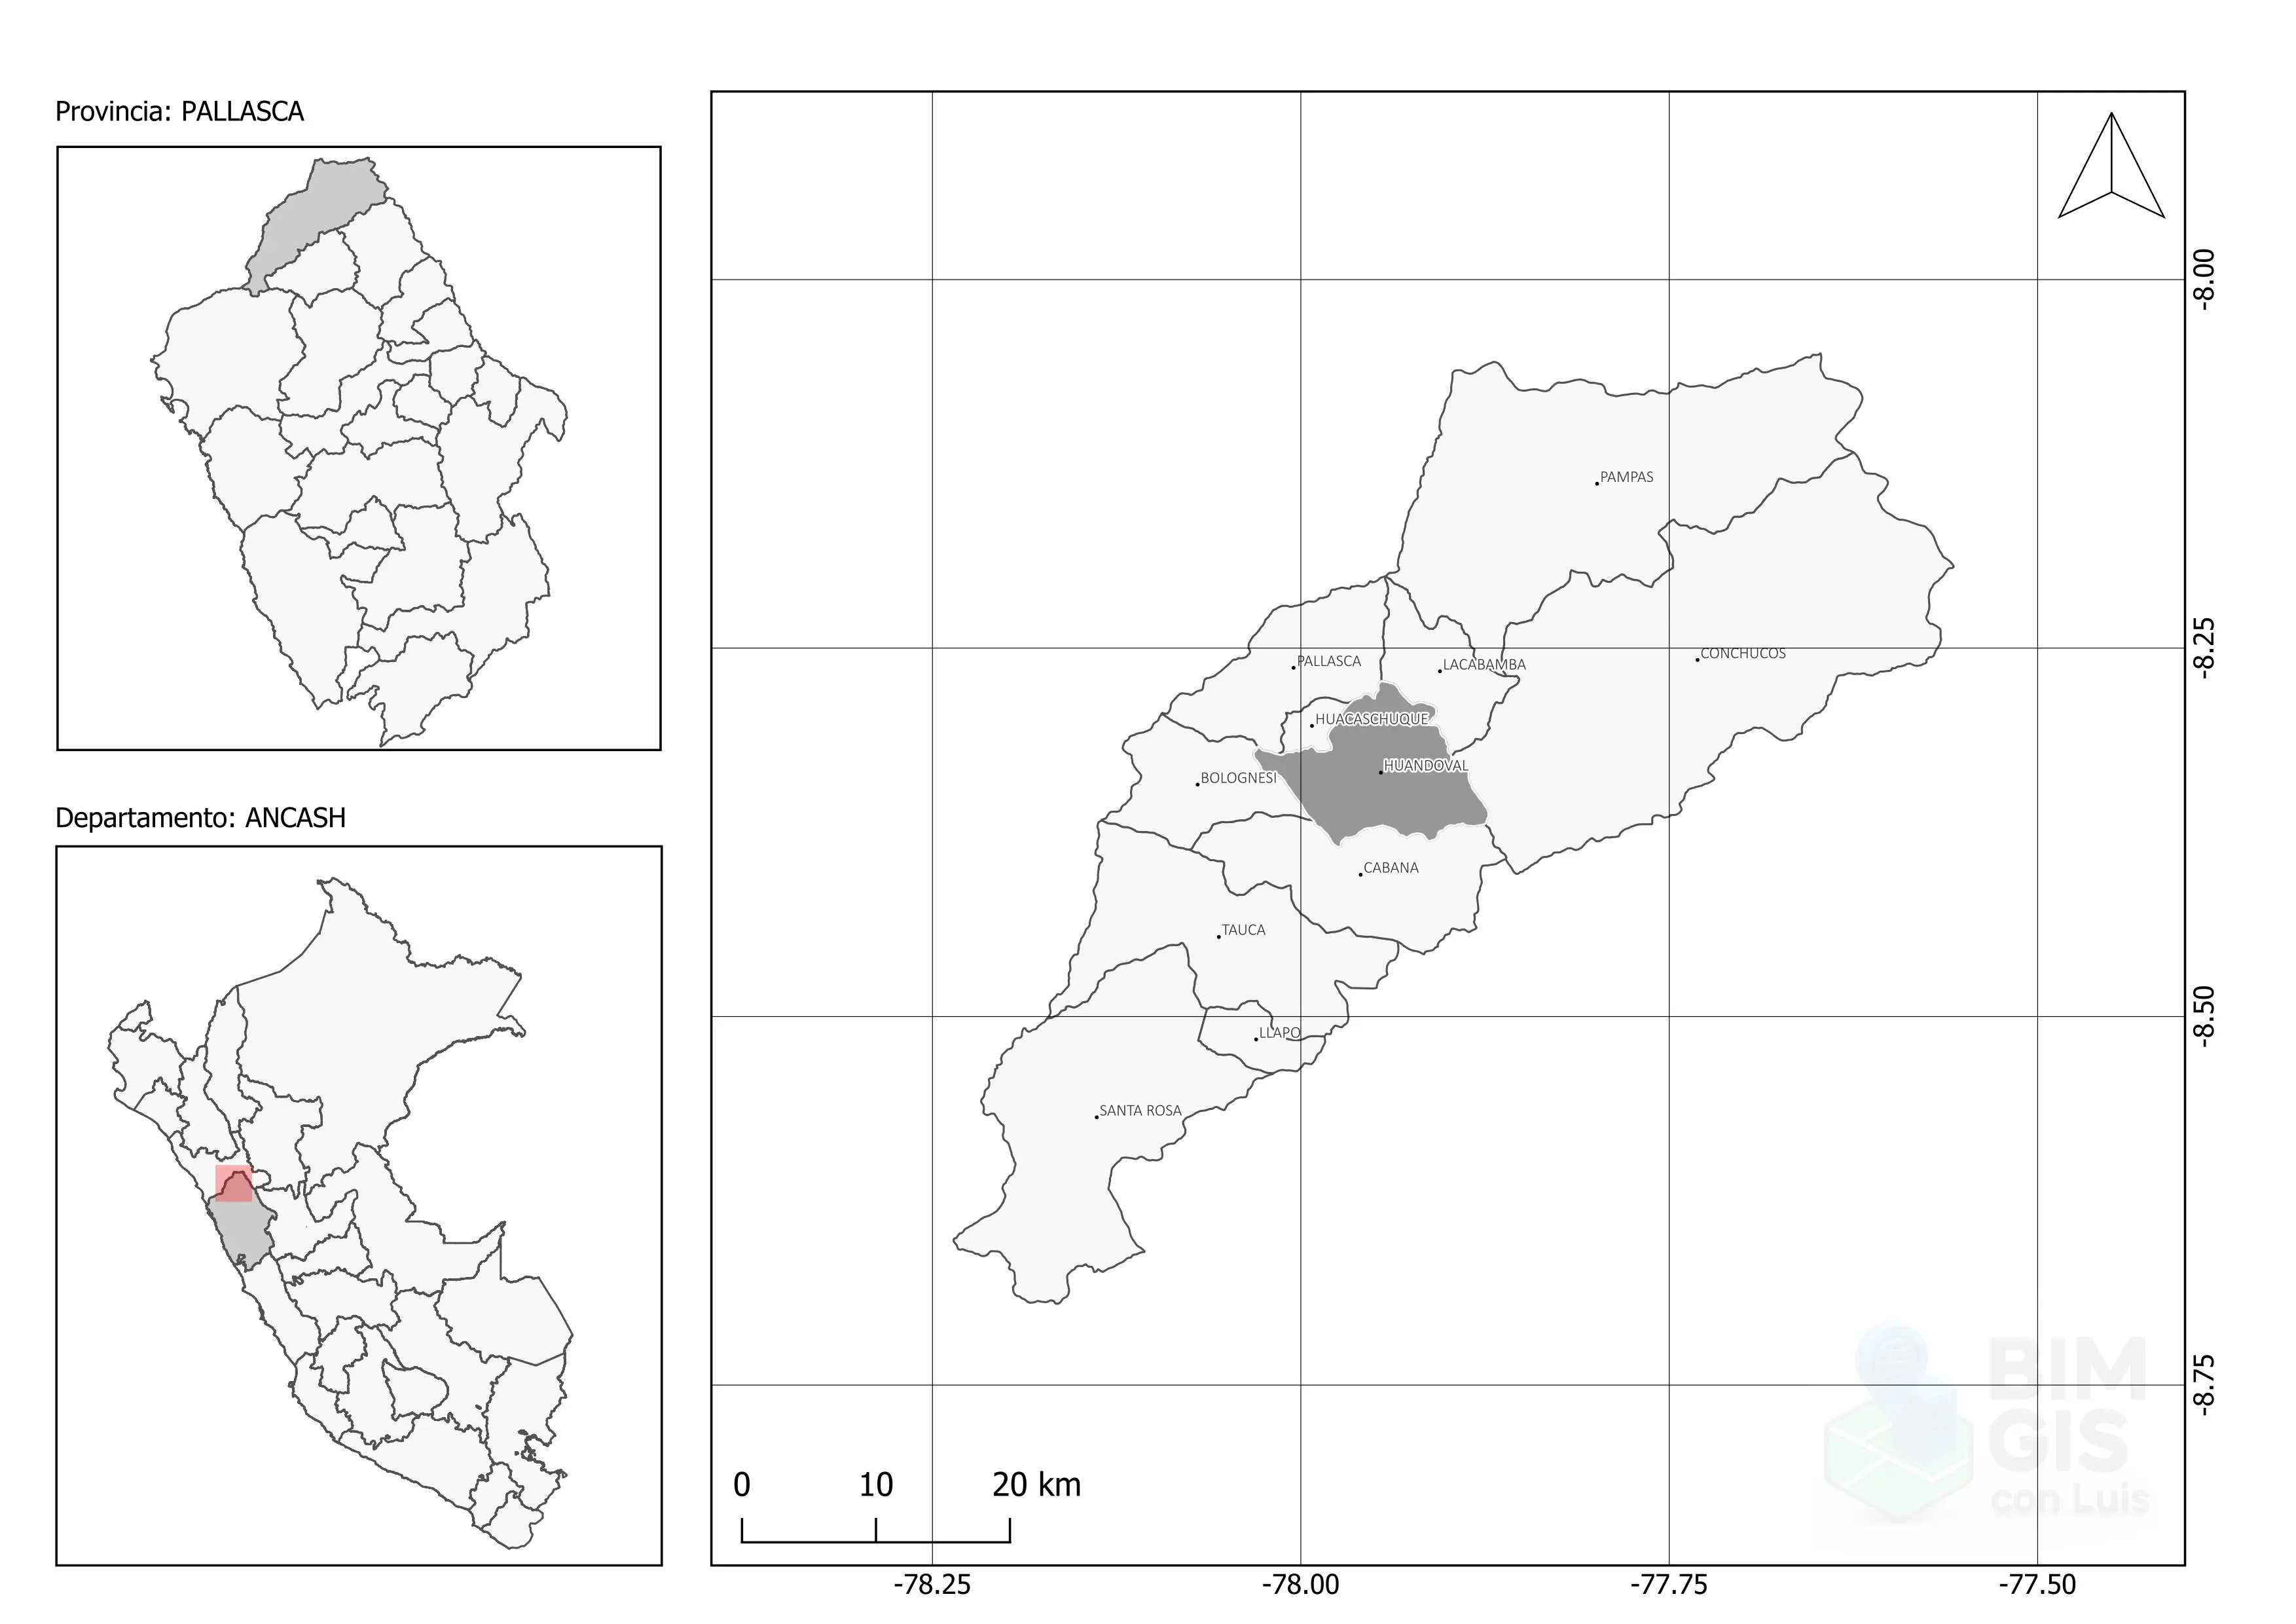 Provincia: PALLASCA
Departamento: ANCASH
PAMPAS
CONCHUCOS
PALLASCA
LACABAMBA
HUACASCHUQUE
HUANDOVAL
BOLOGNESI
CABANA
TAUCA
LLAPO
SANTA ROSA
-8.00
-8.25
-8.50
-8.75
BIM
GIS
con Luis
0 10 20 km
-78.25 -78.00 -77.75 -77.50